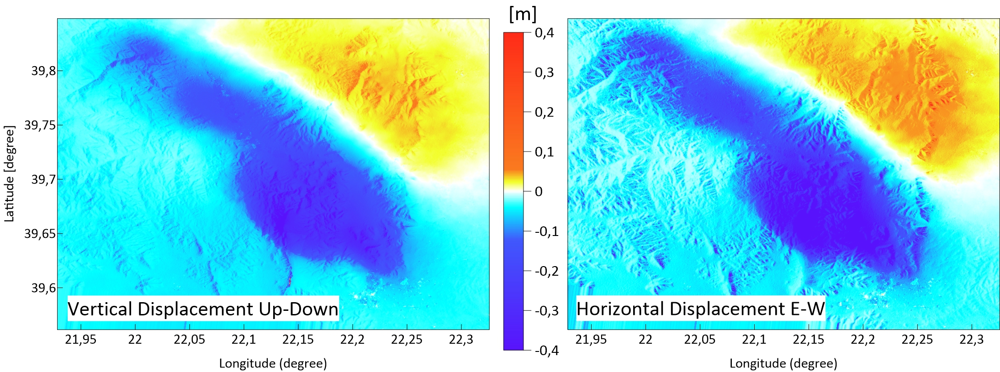 [m]
0,4
0,3
0,2
0,1
0
-0,1
-0,2
-0,3
-0,4
Latitude [degree]
39,8
39,75
39,7
39,65
39,6
Vertical Displacement Up-Down
21,95 22 22,05 22,1 22,15 22,2 22,25 22,3
Longitude (degree)
Horizontal Displacement E-W
21,95 22 22,05 22,1 22,15 22,2 22,25 22,3
Longitude (degree)